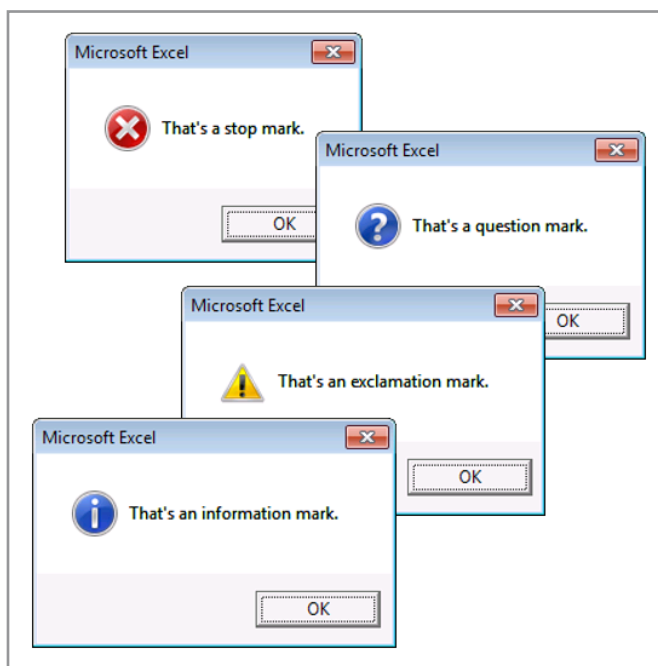 Microsoft Excel
That's a stop mark.
OK
Microsoft Excel
That's a question mark.
OK
Microsoft Excel
That's an exclamation mark.
OK
Microsoft Excel
That's an information mark.
OK